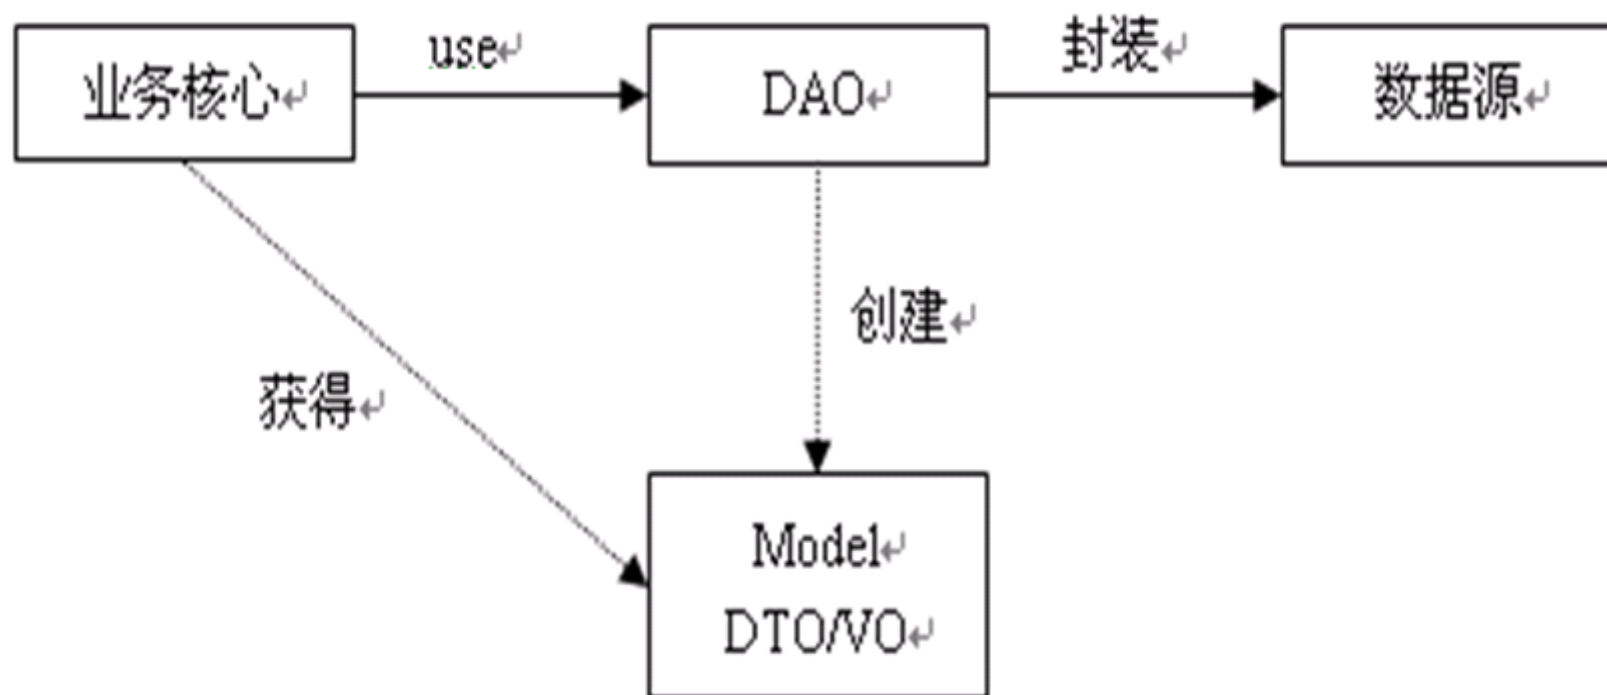 业务核心
use
DAO
封装
数据源
创建
获得
Model
DTO/VO